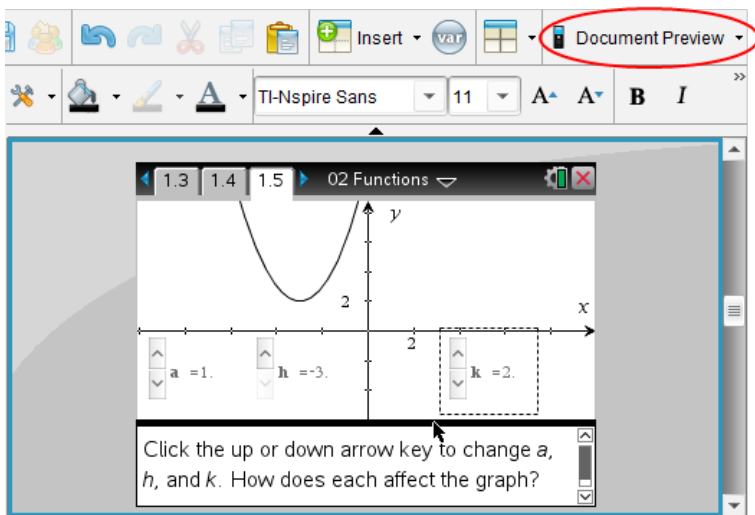 Insert var Document Preview
TI-Nspire Sans 11 A A B I
1.3 1.4 1.5 02 Functions
y
2
x
2
a =1. h =-3. k =2.
Click the up or down arrow key to change a,
h, and k. How does each affect the graph?